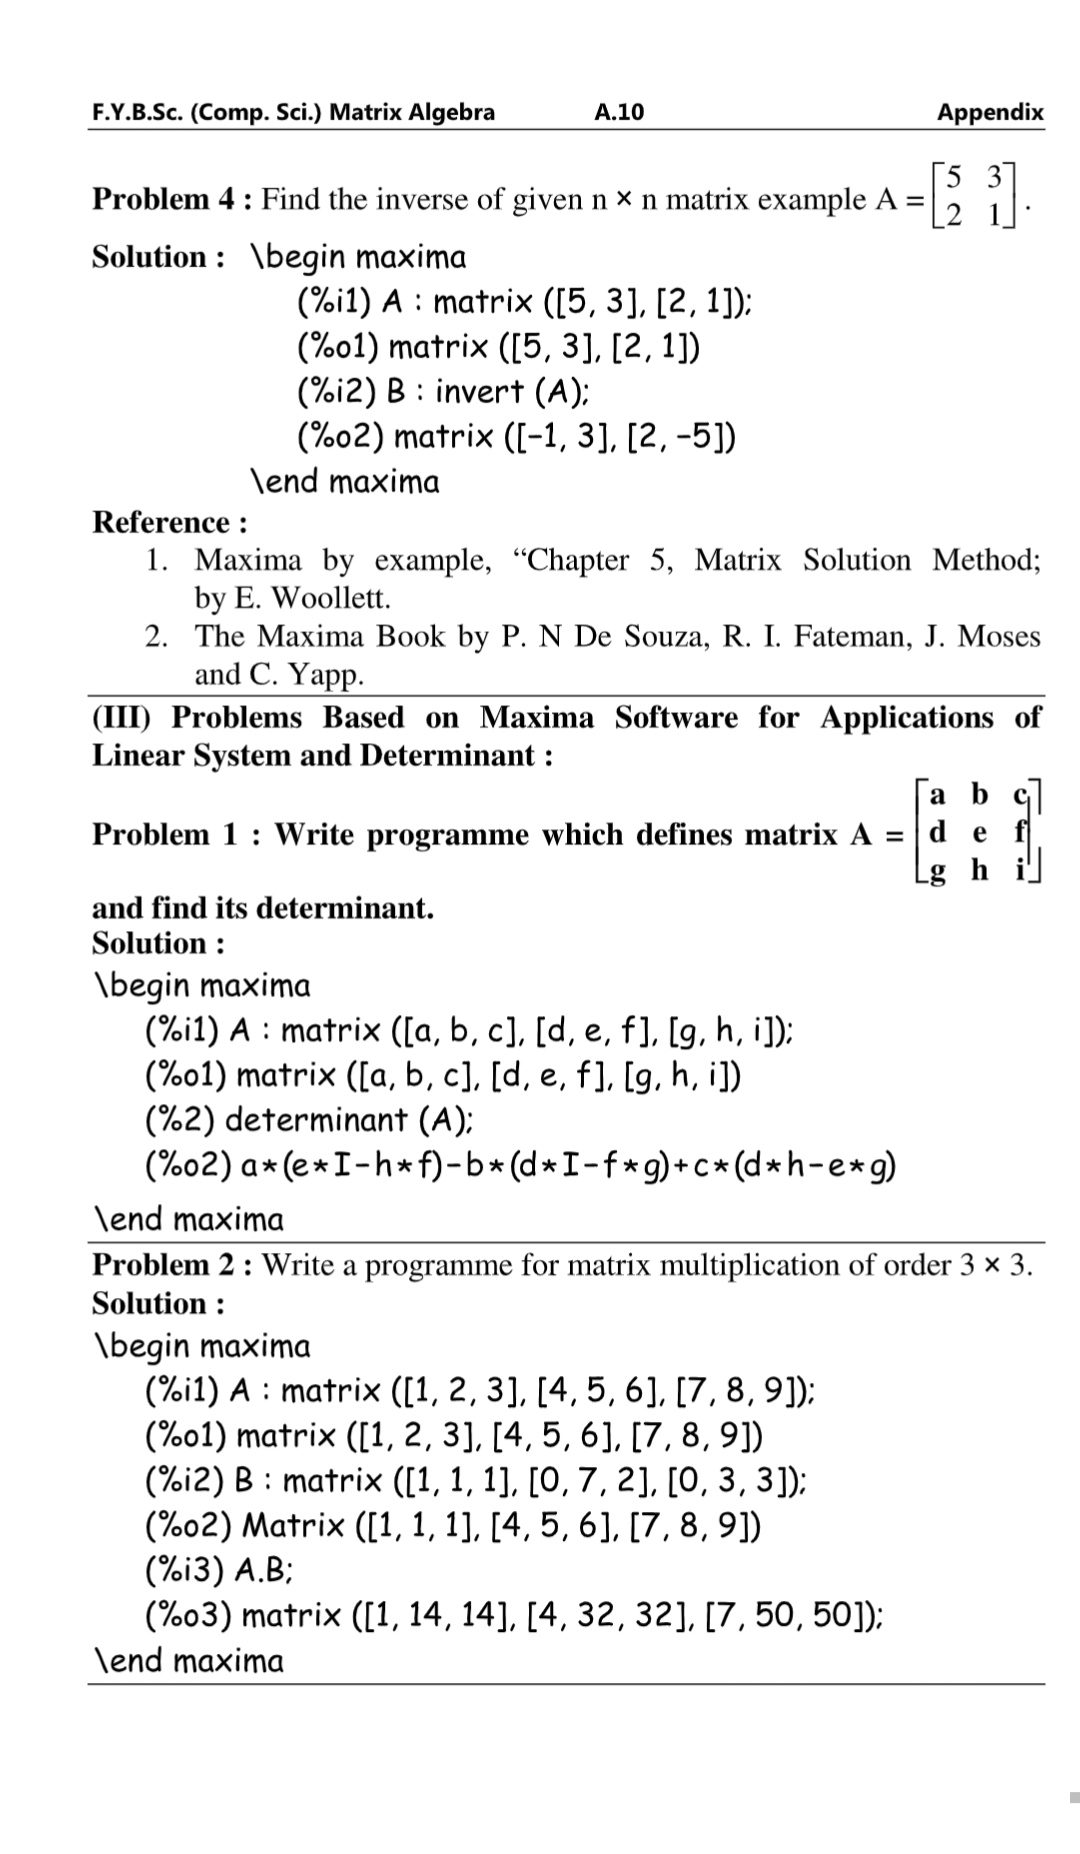 F.Y.B.Sc. (Comp. Sci.) Matrix Algebra A.10 Appendix
Problem 4 : Find the inverse of given n × n matrix example A = [5 3
2 1].
Solution : \begin maxima
(%i1) A : matrix ([5, 3], [2, 1]);
(%o1) matrix ([5, 3], [2, 1])
(%i2) B : invert (A);
(%o2) matrix ([-1, 3], [2, -5])
\end maxima
Reference :
1. Maxima by example, “Chapter 5, Matrix Solution Method;
by E. Woollett.
2. The Maxima Book by P. N De Souza, R. I. Fateman, J. Moses
and C. Yapp.
(III) Problems Based on Maxima Software for Applications of
Linear System and Determinant :
Problem 1 : Write programme which defines matrix A = [a b c
d e f
g h i]
and find its determinant.
Solution :
\begin maxima
(%i1) A : matrix ([a, b, c], [d, e, f], [g, h, i]);
(%o1) matrix ([a, b, c], [d, e, f], [g, h, i])
(%2) determinant (A);
(%o2) a*(e*I-h*f)-b*(d*I-f*g)+c*(d*h-e*g)
\end maxima
Problem 2 : Write a programme for matrix multiplication of order 3 × 3.
Solution :
\begin maxima
(%i1) A : matrix ([1, 2, 3], [4, 5, 6], [7, 8, 9]);
(%o1) matrix ([1, 2, 3], [4, 5, 6], [7, 8, 9])
(%i2) B : matrix ([1, 1, 1], [0, 7, 2], [0, 3, 3]);
(%o2) Matrix ([1, 1, 1], [4, 5, 6], [7, 8, 9])
(%i3) A.B;
(%o3) matrix ([1, 14, 14], [4, 32, 32], [7, 50, 50]);
\end maxima